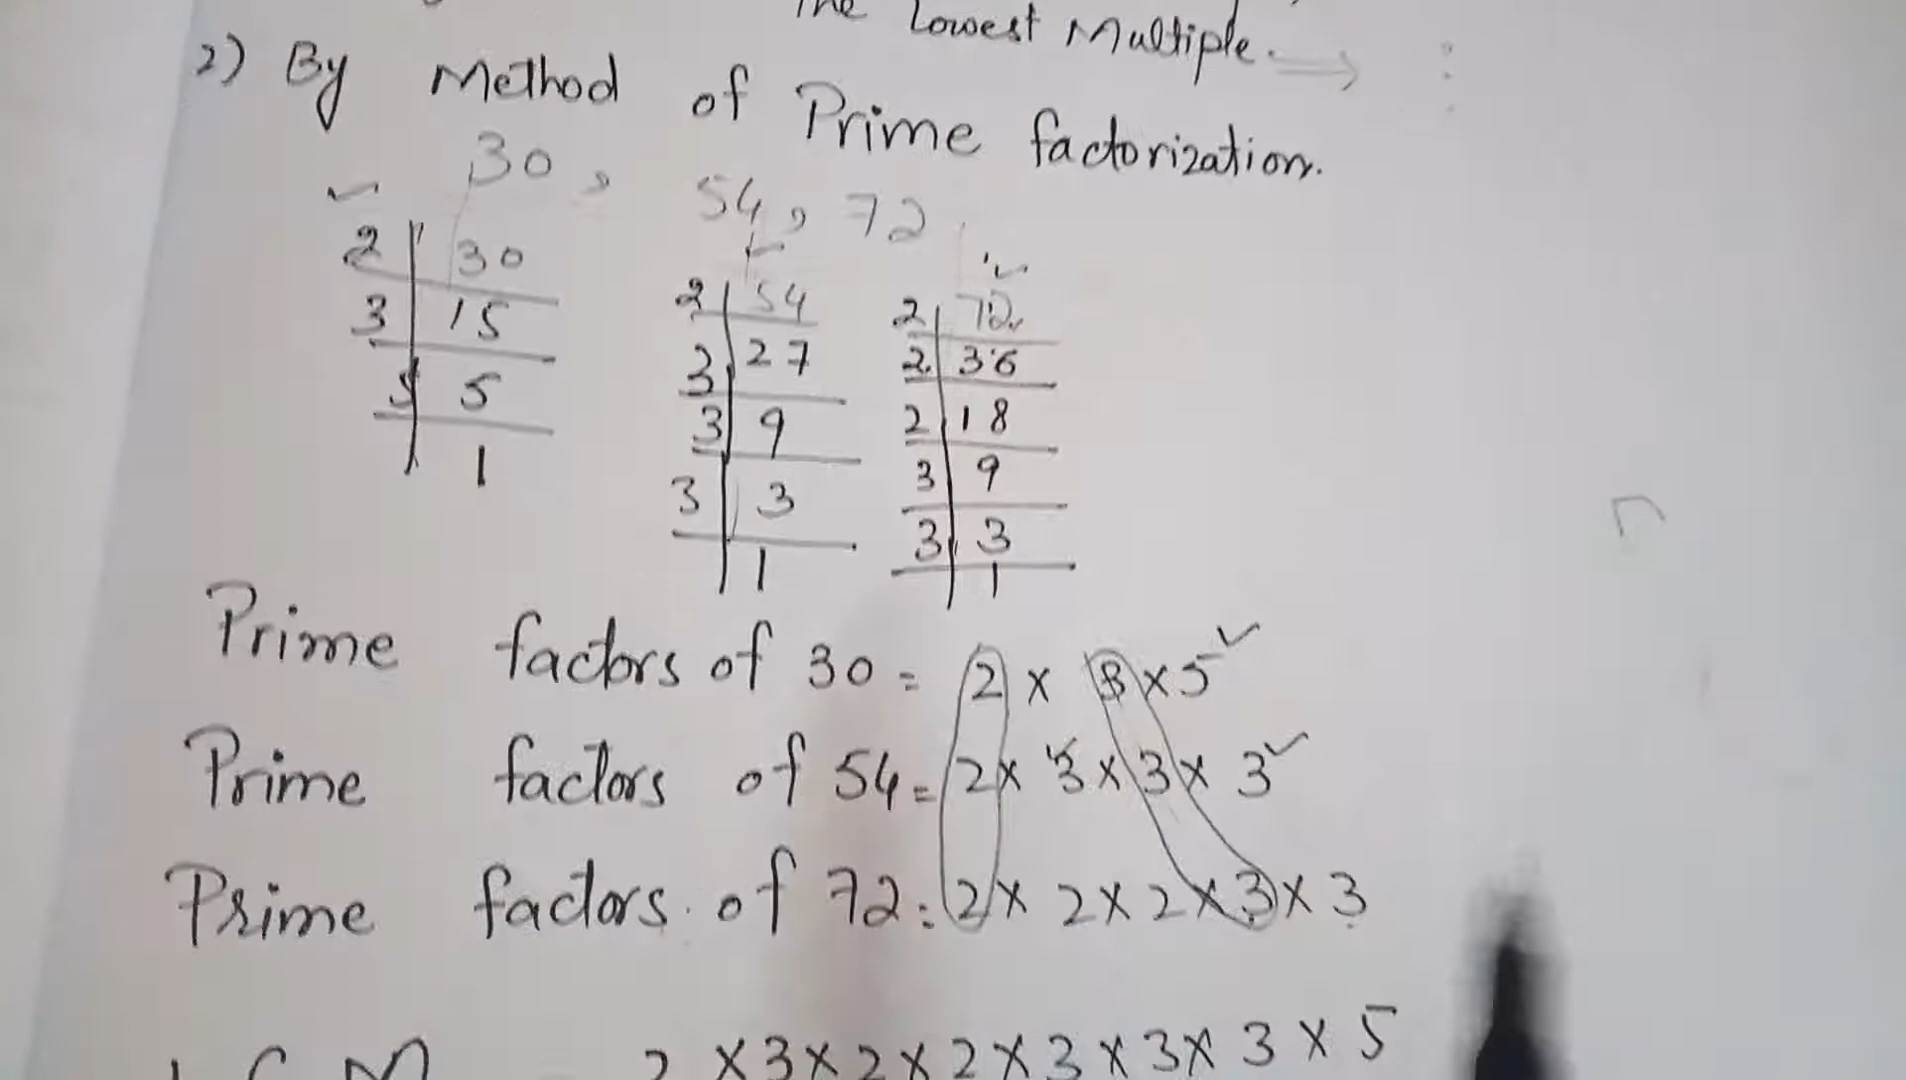 The Lowest Multiple. →
2) By Method of Prime factorization.
30, 54, 72
2 | 30
3 | 15
5 | 5
1
2 | 54
3 | 27
3 | 9
3 | 3
1
2 | 72
2 | 36
2 | 18
3 | 9
3 | 3
1
Prime factors of 30 = 2 x 3 x 5
Prime factors of 54 = 2 x 3 x 3 x 3
Prime factors of 72 = 2 x 2 x 2 x 3 x 3
L C M = 2 x 3 x 2 x 2 x 3 x 3 x 3 x 5